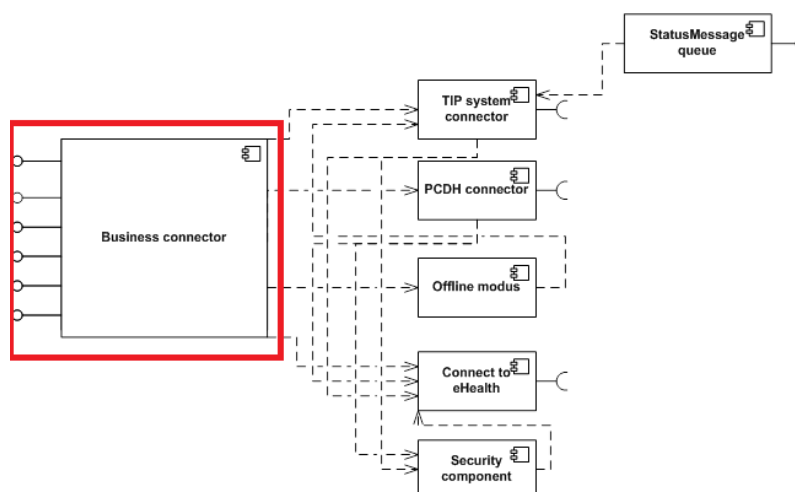 StatusMessage
queue
TIP system
connector
PCDH connector
Business connector
Offline modus
Connect to
eHealth
Security
component